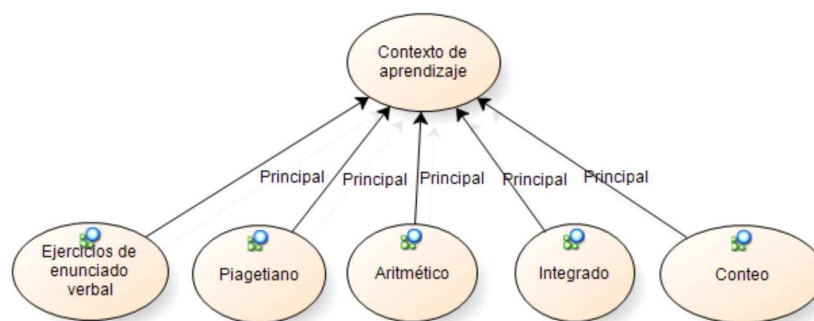 Contexto de
aprendizaje
Principal
Principal
Principal
Principal
Principal
Ejercicios de
enunciado
verbal
Piagetiano
Aritmético
Integrado
Conteo